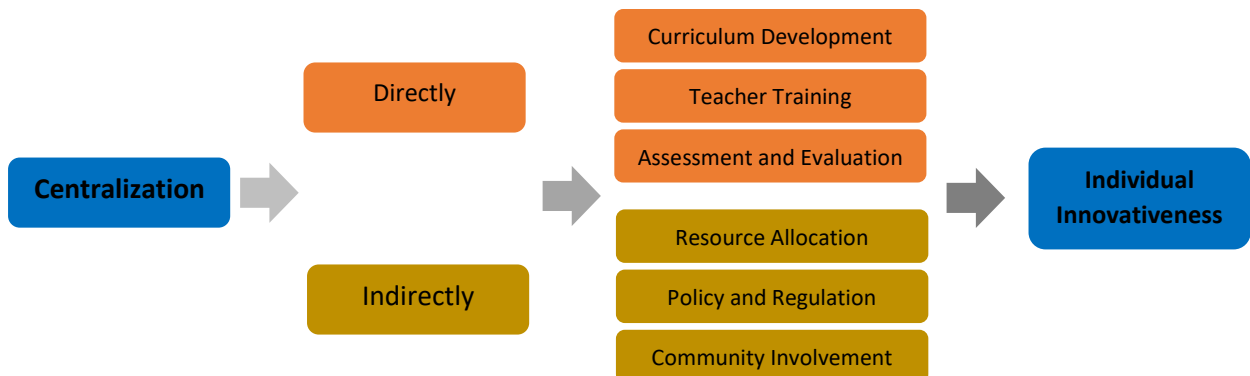 Centralization
Directly
Indirectly
Curriculum Development
Teacher Training
Assessment and Evaluation
Resource Allocation
Policy and Regulation
Community Involvement
Individual
Innovativeness